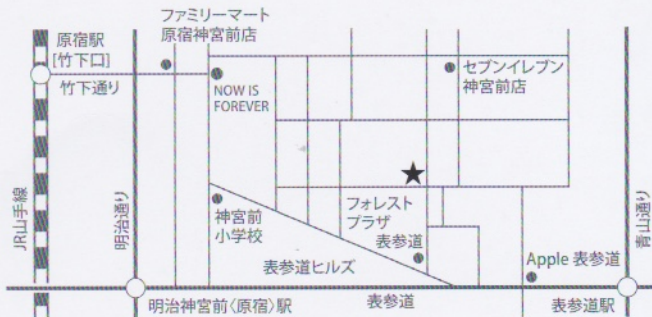 ファミリーマート
原宿神宮前店
原宿駅
[竹下口]
竹下通り
NOW IS
FOREVER
セブンイレブン
神宮前店
JR山手線
明治通り
神宮前
小学校
フォレスト
プラザ
表参道
表参道ヒルズ
Apple 表参道
青山通り
明治神宮前〈原宿〉駅
表参道
表参道駅